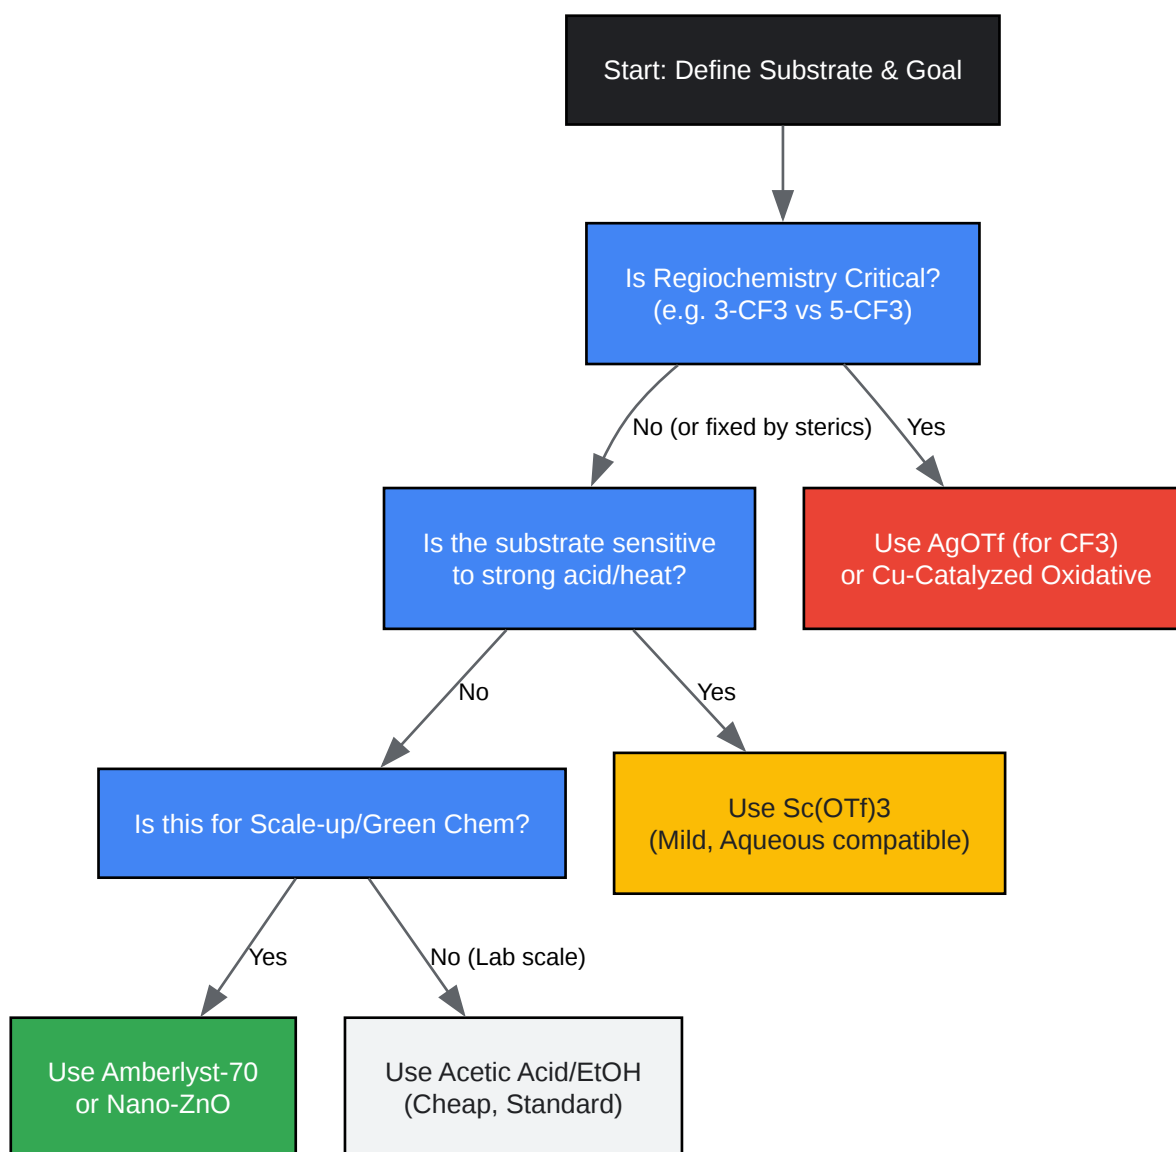 Start: Define Substrate & Goal
Is Regiochemistry Critical?
(e.g. 3-CF3 vs 5-CF3)
No (or fixed by sterics)
Yes
Is the substrate sensitive
to strong acid/heat?
Use AgOTf (for CF3)
or Cu-Catalyzed Oxidative
No
Yes
Is this for Scale-up/Green Chem?
Use Sc(OTf)3
(Mild, Aqueous compatible)
Yes
No (Lab scale)
Use Amberlyst-70
or Nano-ZnO
Use Acetic Acid/EtOH
(Cheap, Standard)